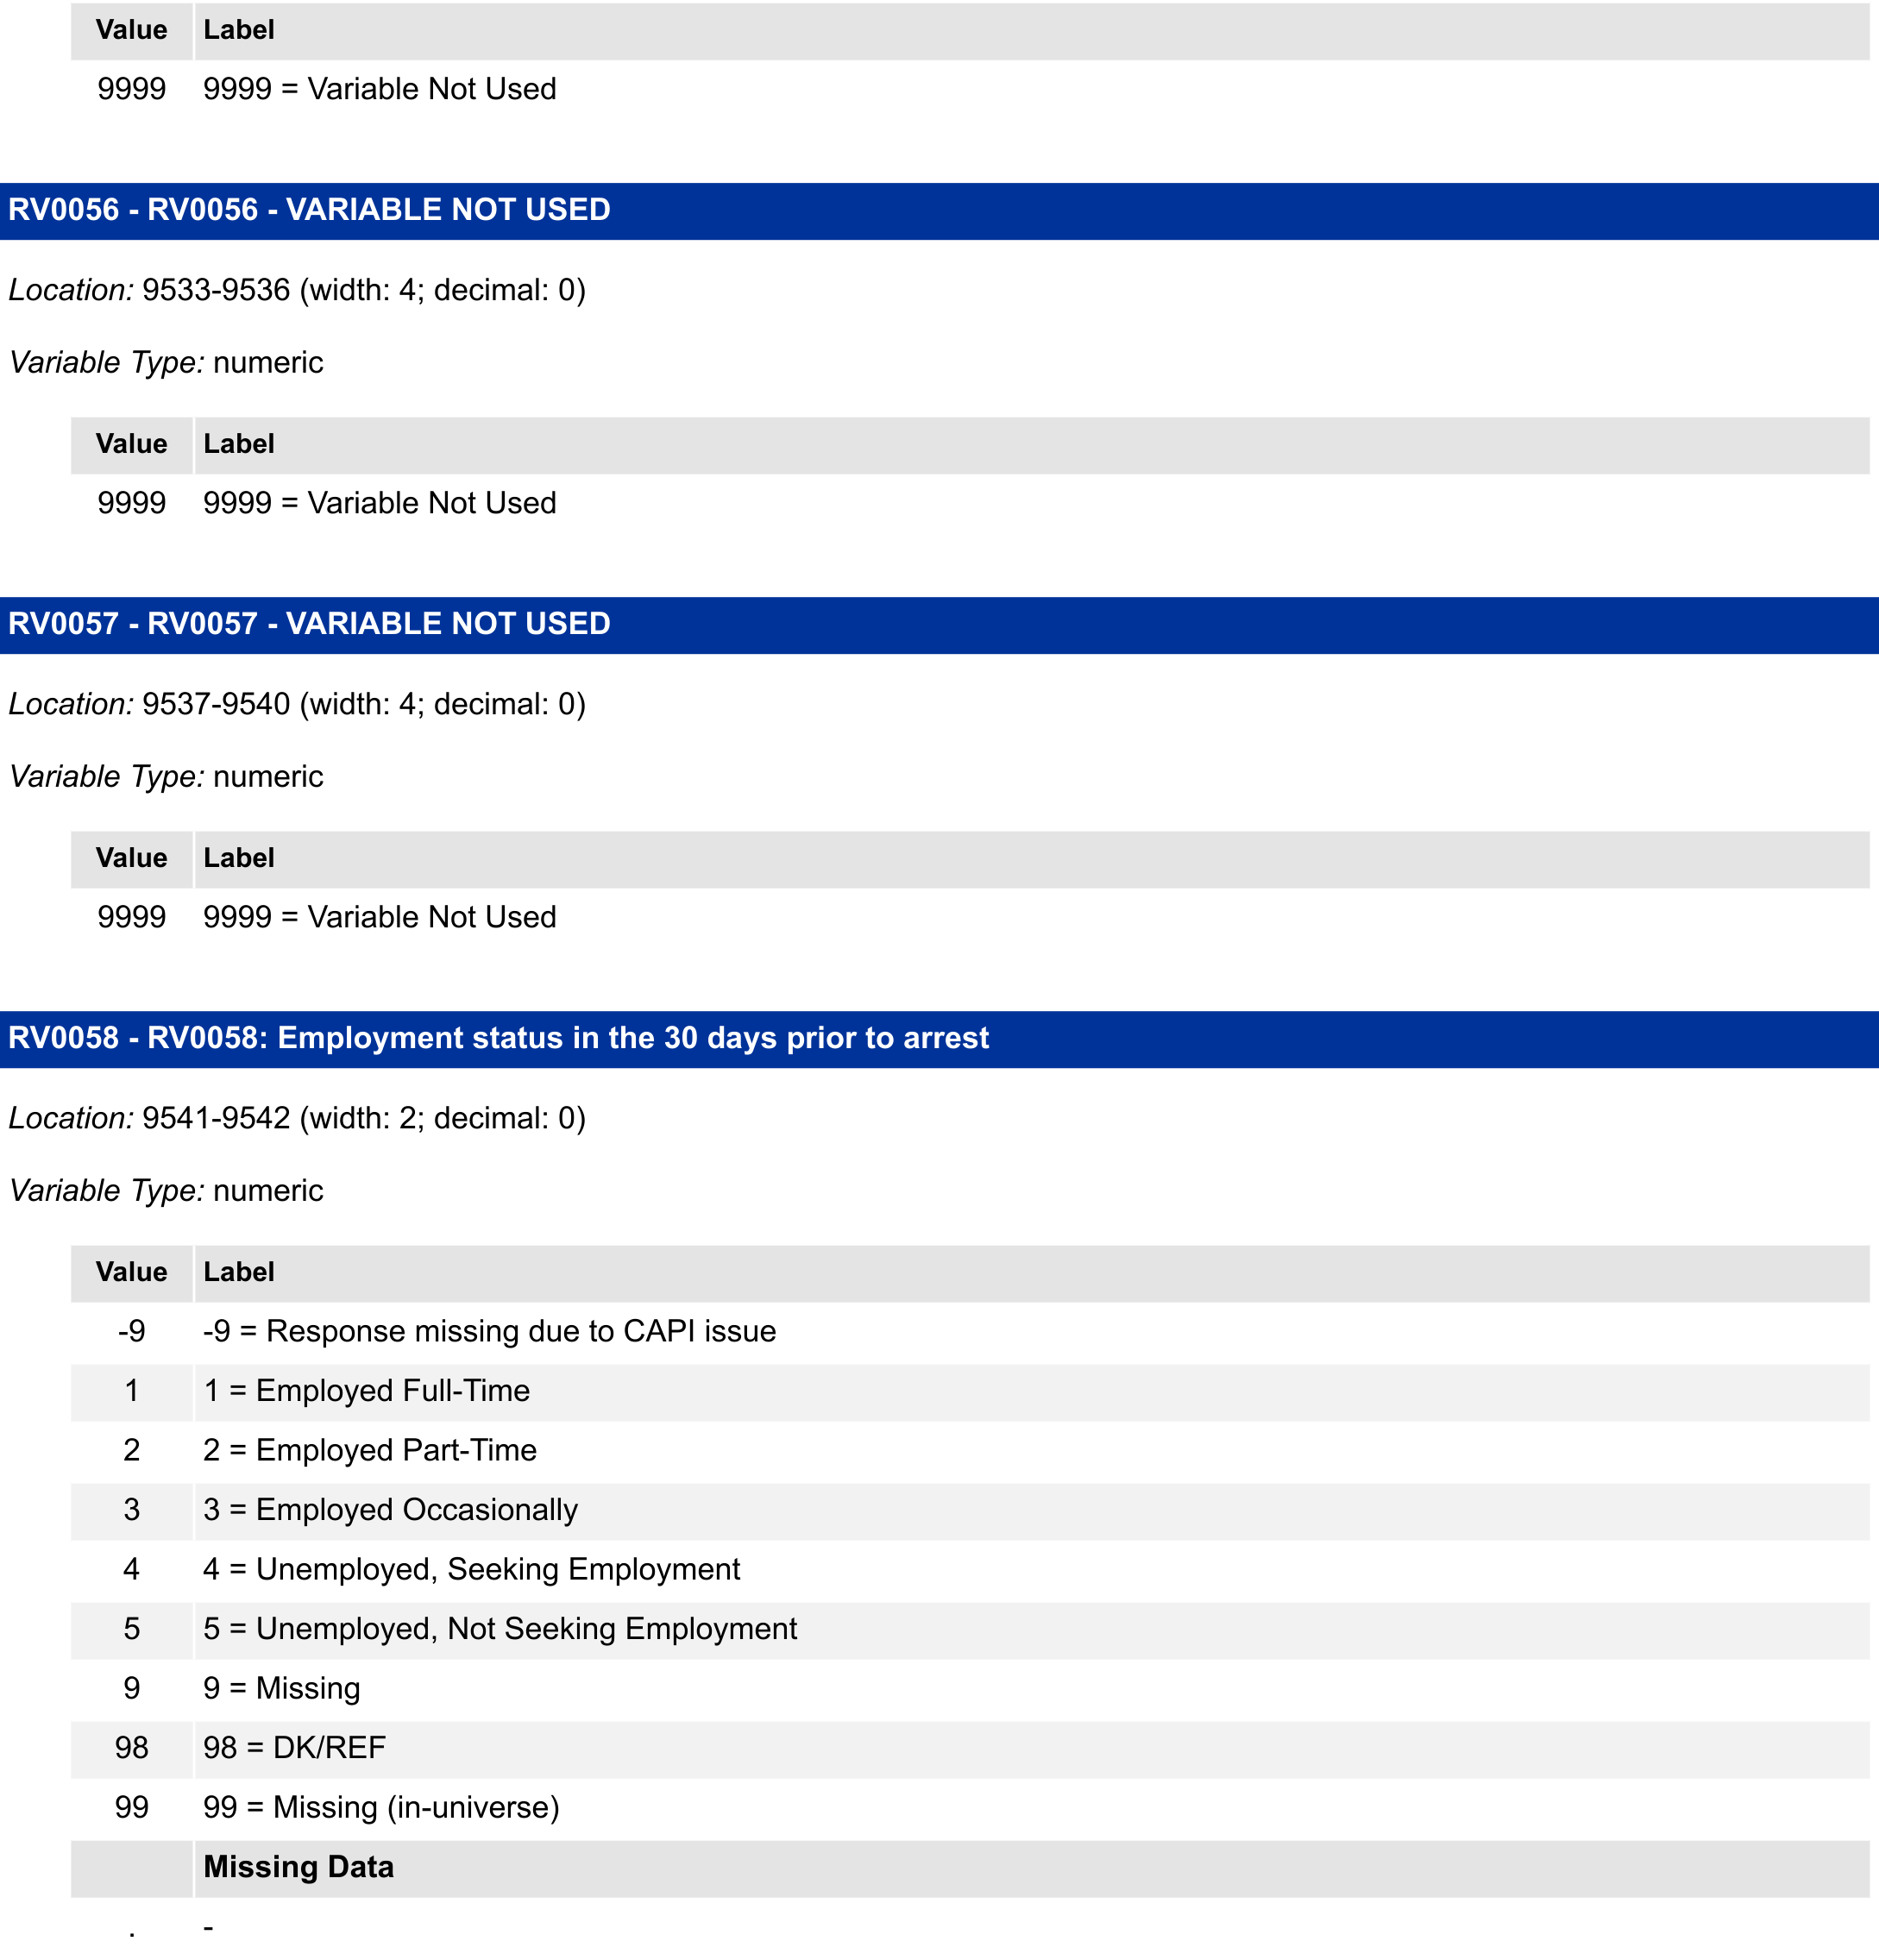 Value Label
9999 9999 = Variable Not Used
RV0056 - RV0056 - VARIABLE NOT USED
Location: 9533-9536 (width: 4; decimal: 0)
Variable Type: numeric
Value Label
9999 9999 = Variable Not Used
RV0057 - RV0057 - VARIABLE NOT USED
Location: 9537-9540 (width: 4; decimal: 0)
Variable Type: numeric
Value Label
9999 9999 = Variable Not Used
RV0058 - RV0058: Employment status in the 30 days prior to arrest
Location: 9541-9542 (width: 2; decimal: 0)
Variable Type: numeric
Value Label
-9 -9 = Response missing due to CAPI issue
1 1 = Employed Full-Time
2 2 = Employed Part-Time
3 3 = Employed Occasionally
4 4 = Unemployed, Seeking Employment
5 5 = Unemployed, Not Seeking Employment
9 9 = Missing
98 98 = DK/REF
99 99 = Missing (in-universe)
Missing Data
. -